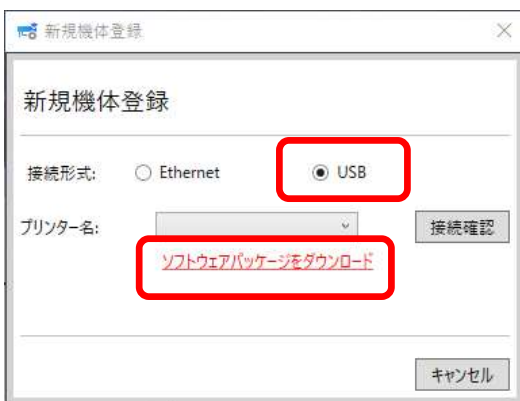 新規機体登録
新規機体登録
接続形式: Ethernet USB
プリンター名: 接続確認
ソフトウェアパッケージをダウンロード
キャンセル